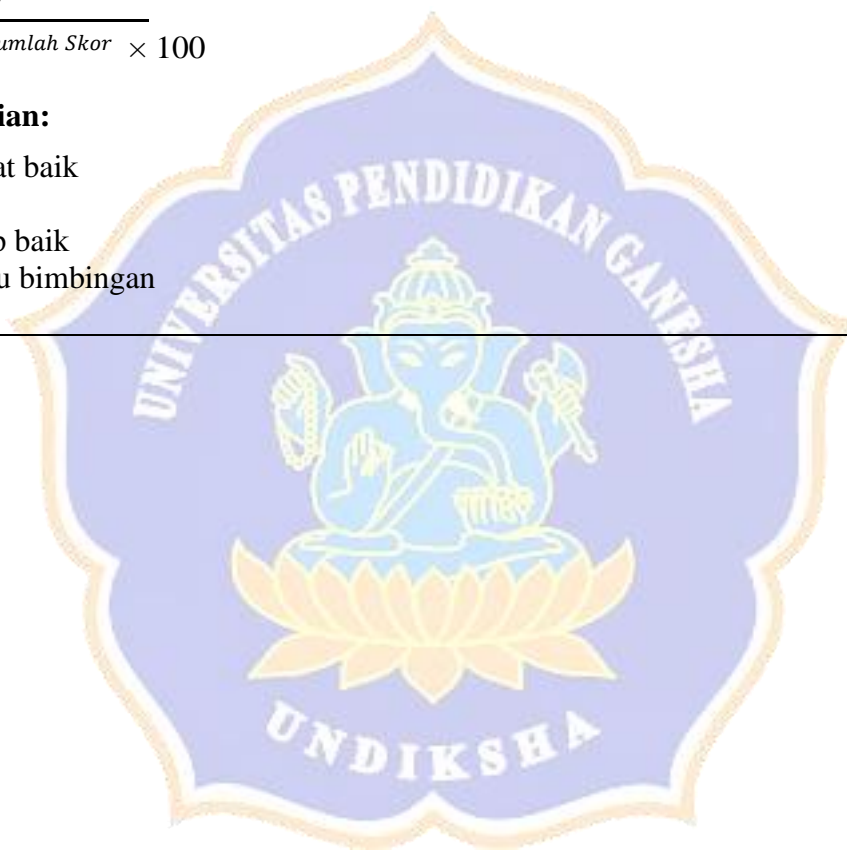 umlah Skor × 100
ian:
at baik
p baik
u bimbingan
UNIVERSITAS PENDIDIKAN GANESHA
UNDIKSHA